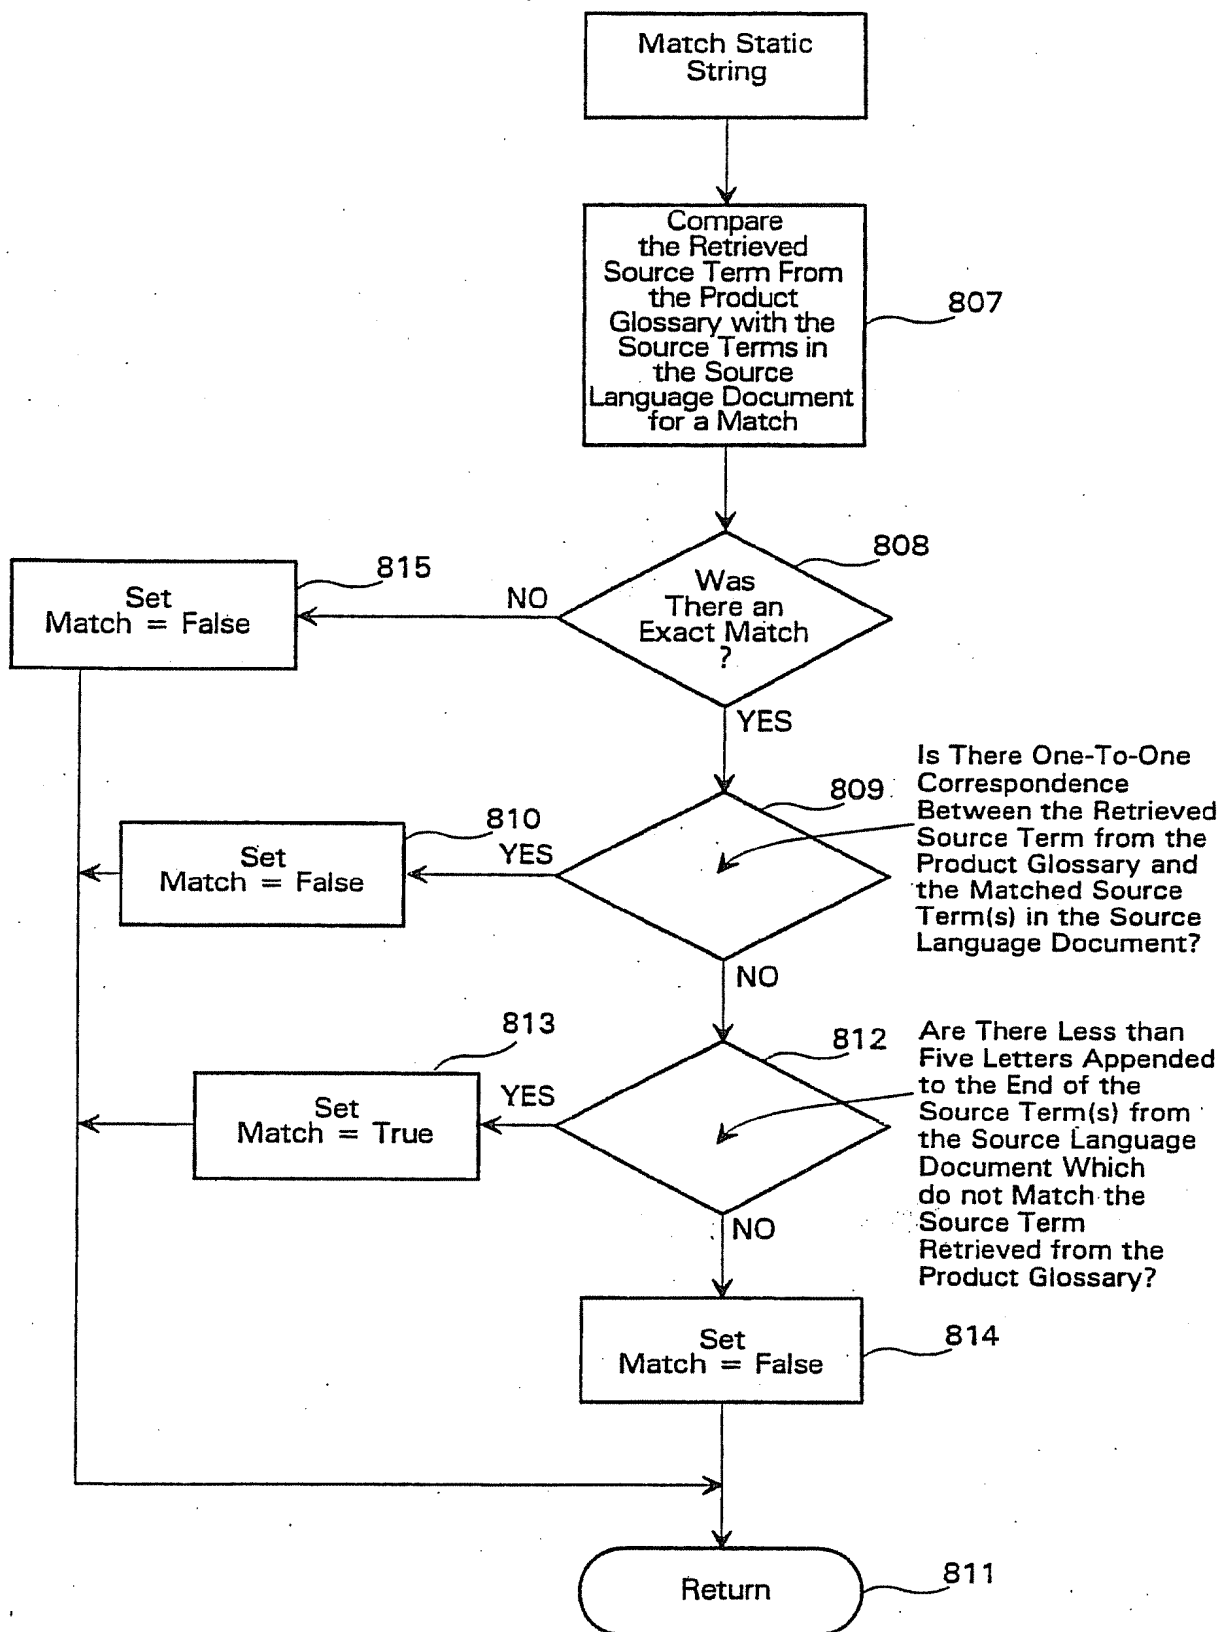 Match Static
String
Compare
the Retrieved
Source Term From
the Product
Glossary with the
Source Terms in
the Source
Language Document
for a Match
807
Was
There an
Exact Match
?
808
NO
Set
Match = False
815
YES
809
Is There One-To-One
Correspondence
Between the Retrieved
Source Term from the
Product Glossary and
the Matched Source
Term(s) in the Source
Language Document?
YES
Set
Match = False
810
NO
812
Are There Less than
Five Letters Appended
to the End of the
Source Term(s) from
the Source Language
Document Which
do not Match the
Source Term
Retrieved from the
Product Glossary?
YES
Set
Match = True
813
NO
Set
Match = False
814
Return
811